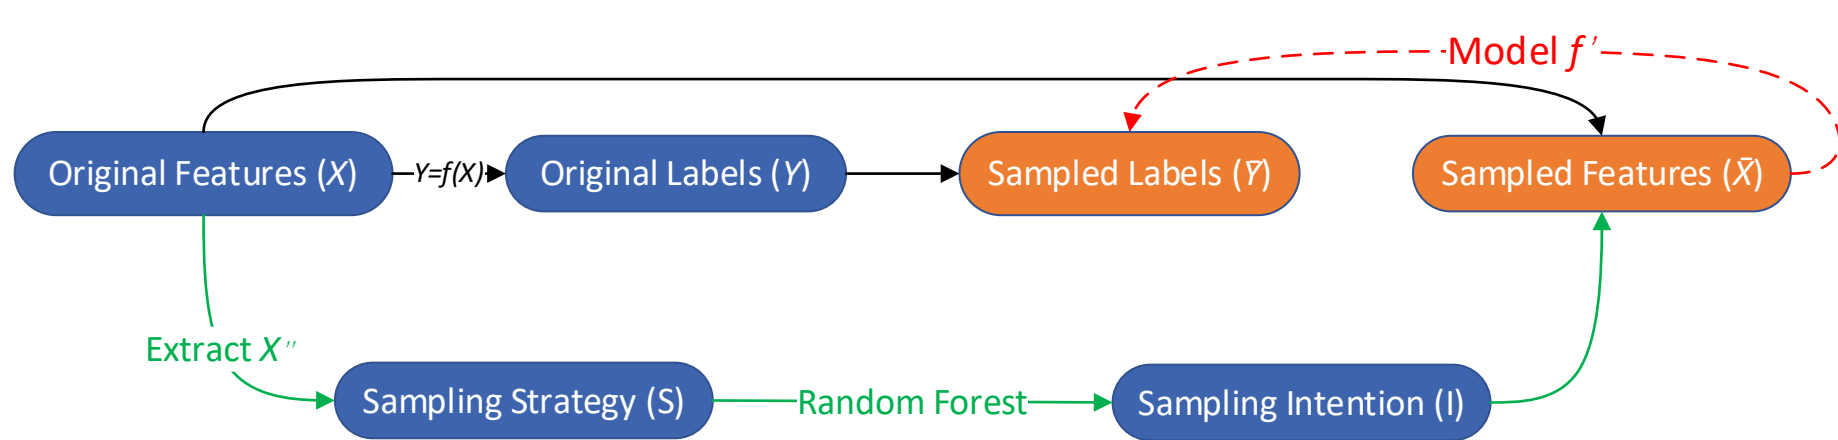 Model f ′
Original Features (X)
Y=f(X)
Original Labels (Y)
Sampled Labels (Ȳ)
Sampled Features (X̄)
Extract X ′′
Sampling Strategy (S)
Random Forest
Sampling Intention (I)